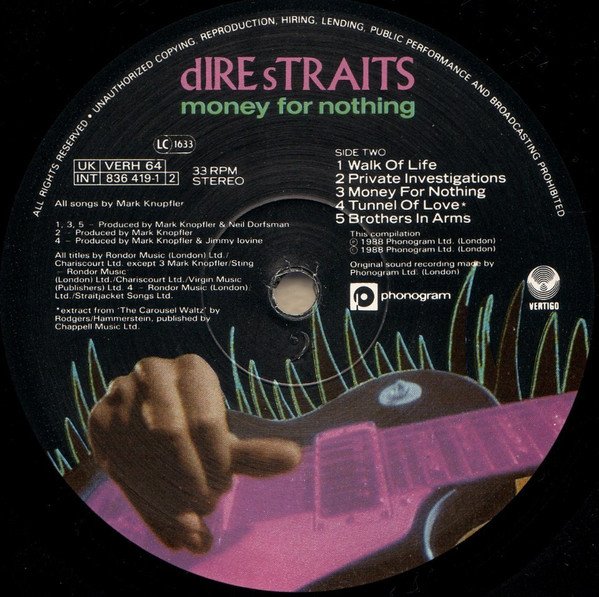 ALL RIGHTS RESERVED • UNAUTHORIZED COPYING, REPRODUCTION, HIRING, LENDING, PUBLIC PERFORMANCE AND BROADCASTING PROHIBITED
dIRE sTRAITS
money for nothing
LC 1633
UK VERH 64
INT 836 419-1 2
33 RPM
STEREO
All songs by Mark Knopfler
1, 3, 5 – Produced by Mark Knopfler & Neil Dorfsman
2 – Produced by Mark Knopfler
4 – Produced by Mark Knopfler & Jimmy Iovine
All titles by Rondor Music (London) Ltd./
Chariscourt Ltd. except 3 Mark Knopfler/Sting
– Rondor Music
(London) Ltd./Chariscourt Ltd./Virgin Music
(Publishers) Ltd. 4 – Rondor Music (London)
Ltd./Straitjacket Songs Ltd.
*extract from 'The Carousel Waltz' by
Rodgers/Hammerstein, published by
Chappell Music Ltd.
SIDE TWO
1 Walk Of Life
2 Private Investigations
3 Money For Nothing
4 Tunnel Of Love*
5 Brothers In Arms
This compilation
℗ 1988 Phonogram Ltd. (London)
© 1988 Phonogram Ltd. (London)
Original sound recording made by
Phonogram Ltd. (London)
phonogram
VERTIGO